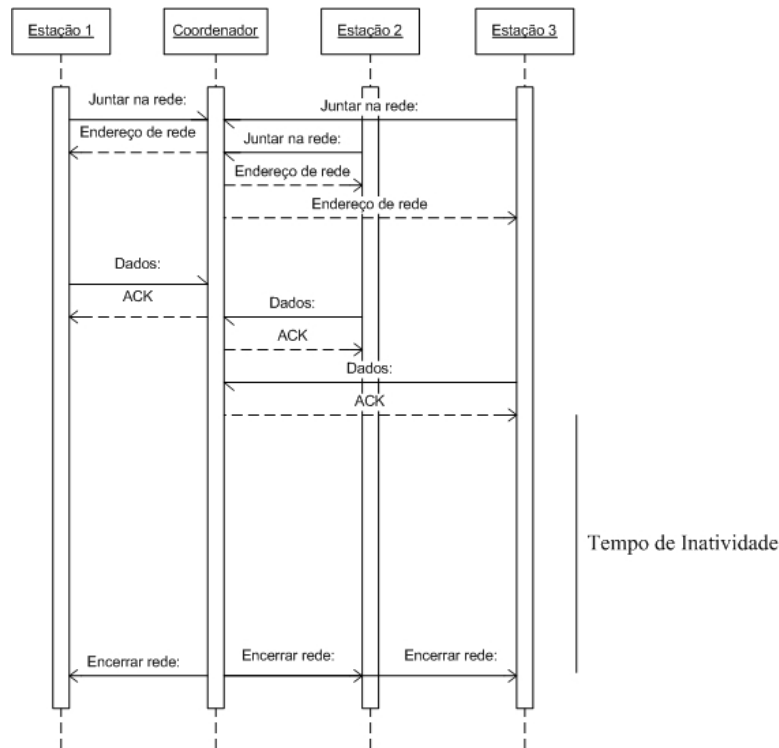 Estação 1
Coordenador
Estação 2
Estação 3
Juntar na rede:
Juntar na rede:
Endereço de rede
Juntar na rede:
Endereço de rede
Endereço de rede
Dados:
ACK
Dados:
ACK
Dados:
ACK
Tempo de Inatividade
Encerrar rede:
Encerrar rede:
Encerrar rede: